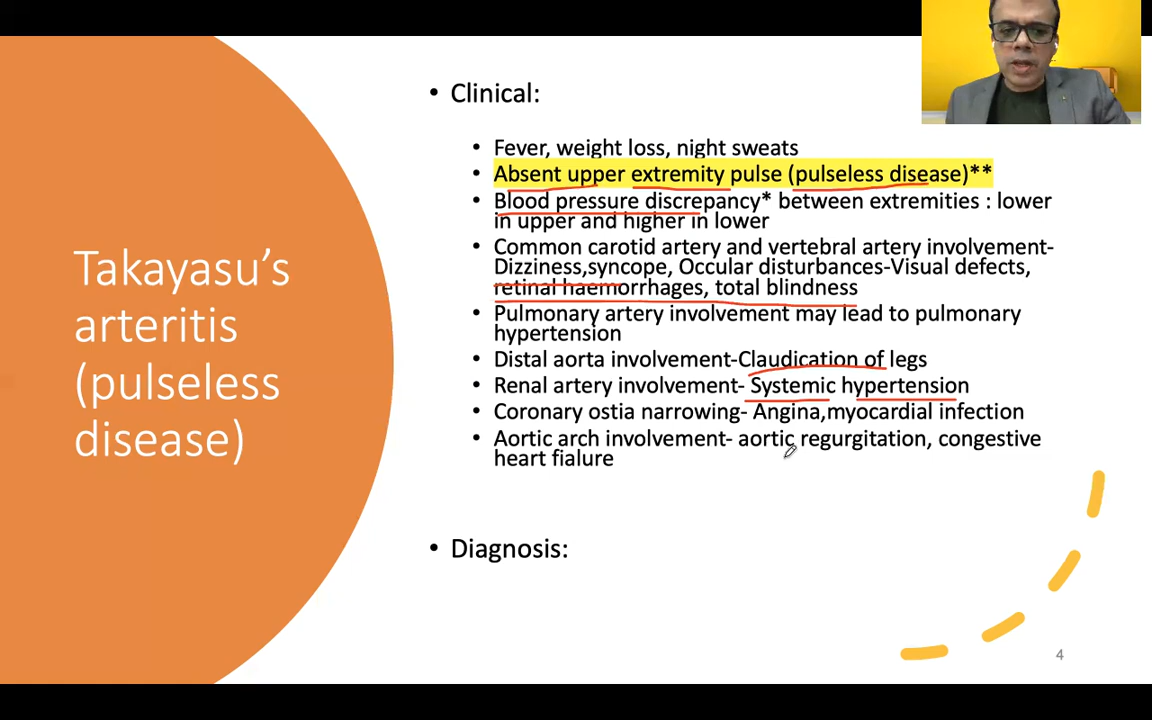 Takayasu’s
arteritis
(pulseless
disease)
• Clinical:
• Fever, weight loss, night sweats
• Absent upper extremity pulse (pulseless disease)**
• Blood pressure discrepancy* between extremities : lower
in upper and higher in lower
• Common carotid artery and vertebral artery involvement-
Dizziness,syncope, Occular disturbances-Visual defects,
retinal haemorrhages, total blindness
• Pulmonary artery involvement may lead to pulmonary
hypertension
• Distal aorta involvement-Claudication of legs
• Renal artery involvement- Systemic hypertension
• Coronary ostia narrowing- Angina,myocardial infection
• Aortic arch involvement- aortic regurgitation, congestive
heart fialure
• Diagnosis:
4